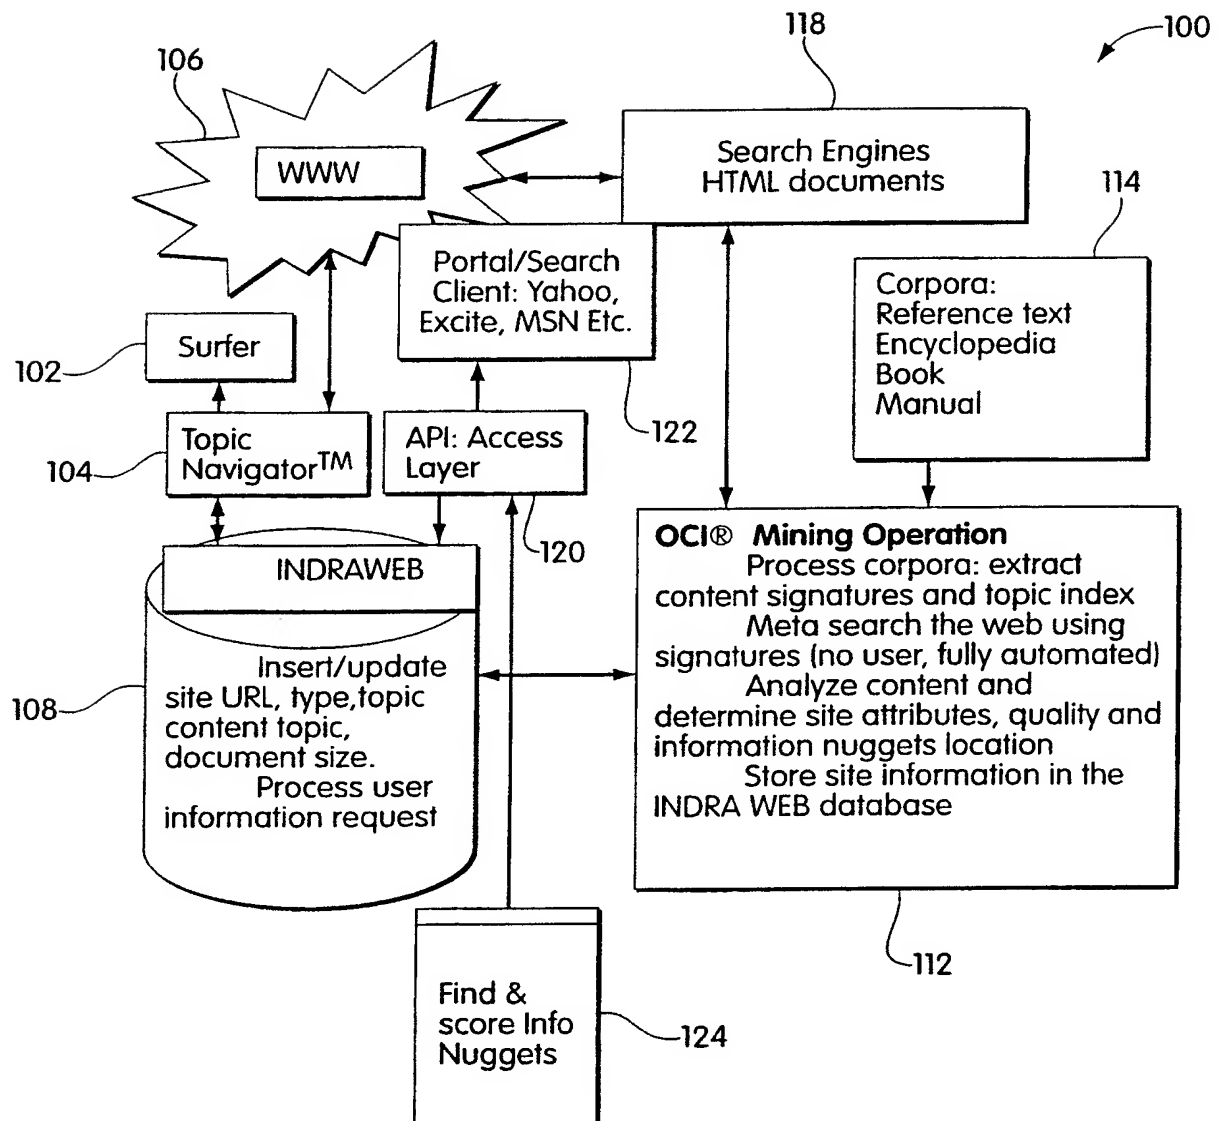 118
100
106
Search Engines
HTML documents
WWW
114
Portal/Search
Client: Yahoo,
Excite, MSN Etc.
Corpora:
Reference text
Encyclopedia
Book
Manual
Surfer
102
122
Topic
Navigator™
API: Access
Layer
104
120
OCI® Mining Operation
Process corpora: extract
content signatures and topic index
Meta search the web using
signatures (no user, fully automated)
Analyze content and
determine site attributes, quality and
information nuggets location
Store site information in the
INDRA WEB database
INDRAWEB
Insert/update
site URL, type,topic
content topic,
document size.
Process user
information request
108
112
Find &
score Info
Nuggets
124